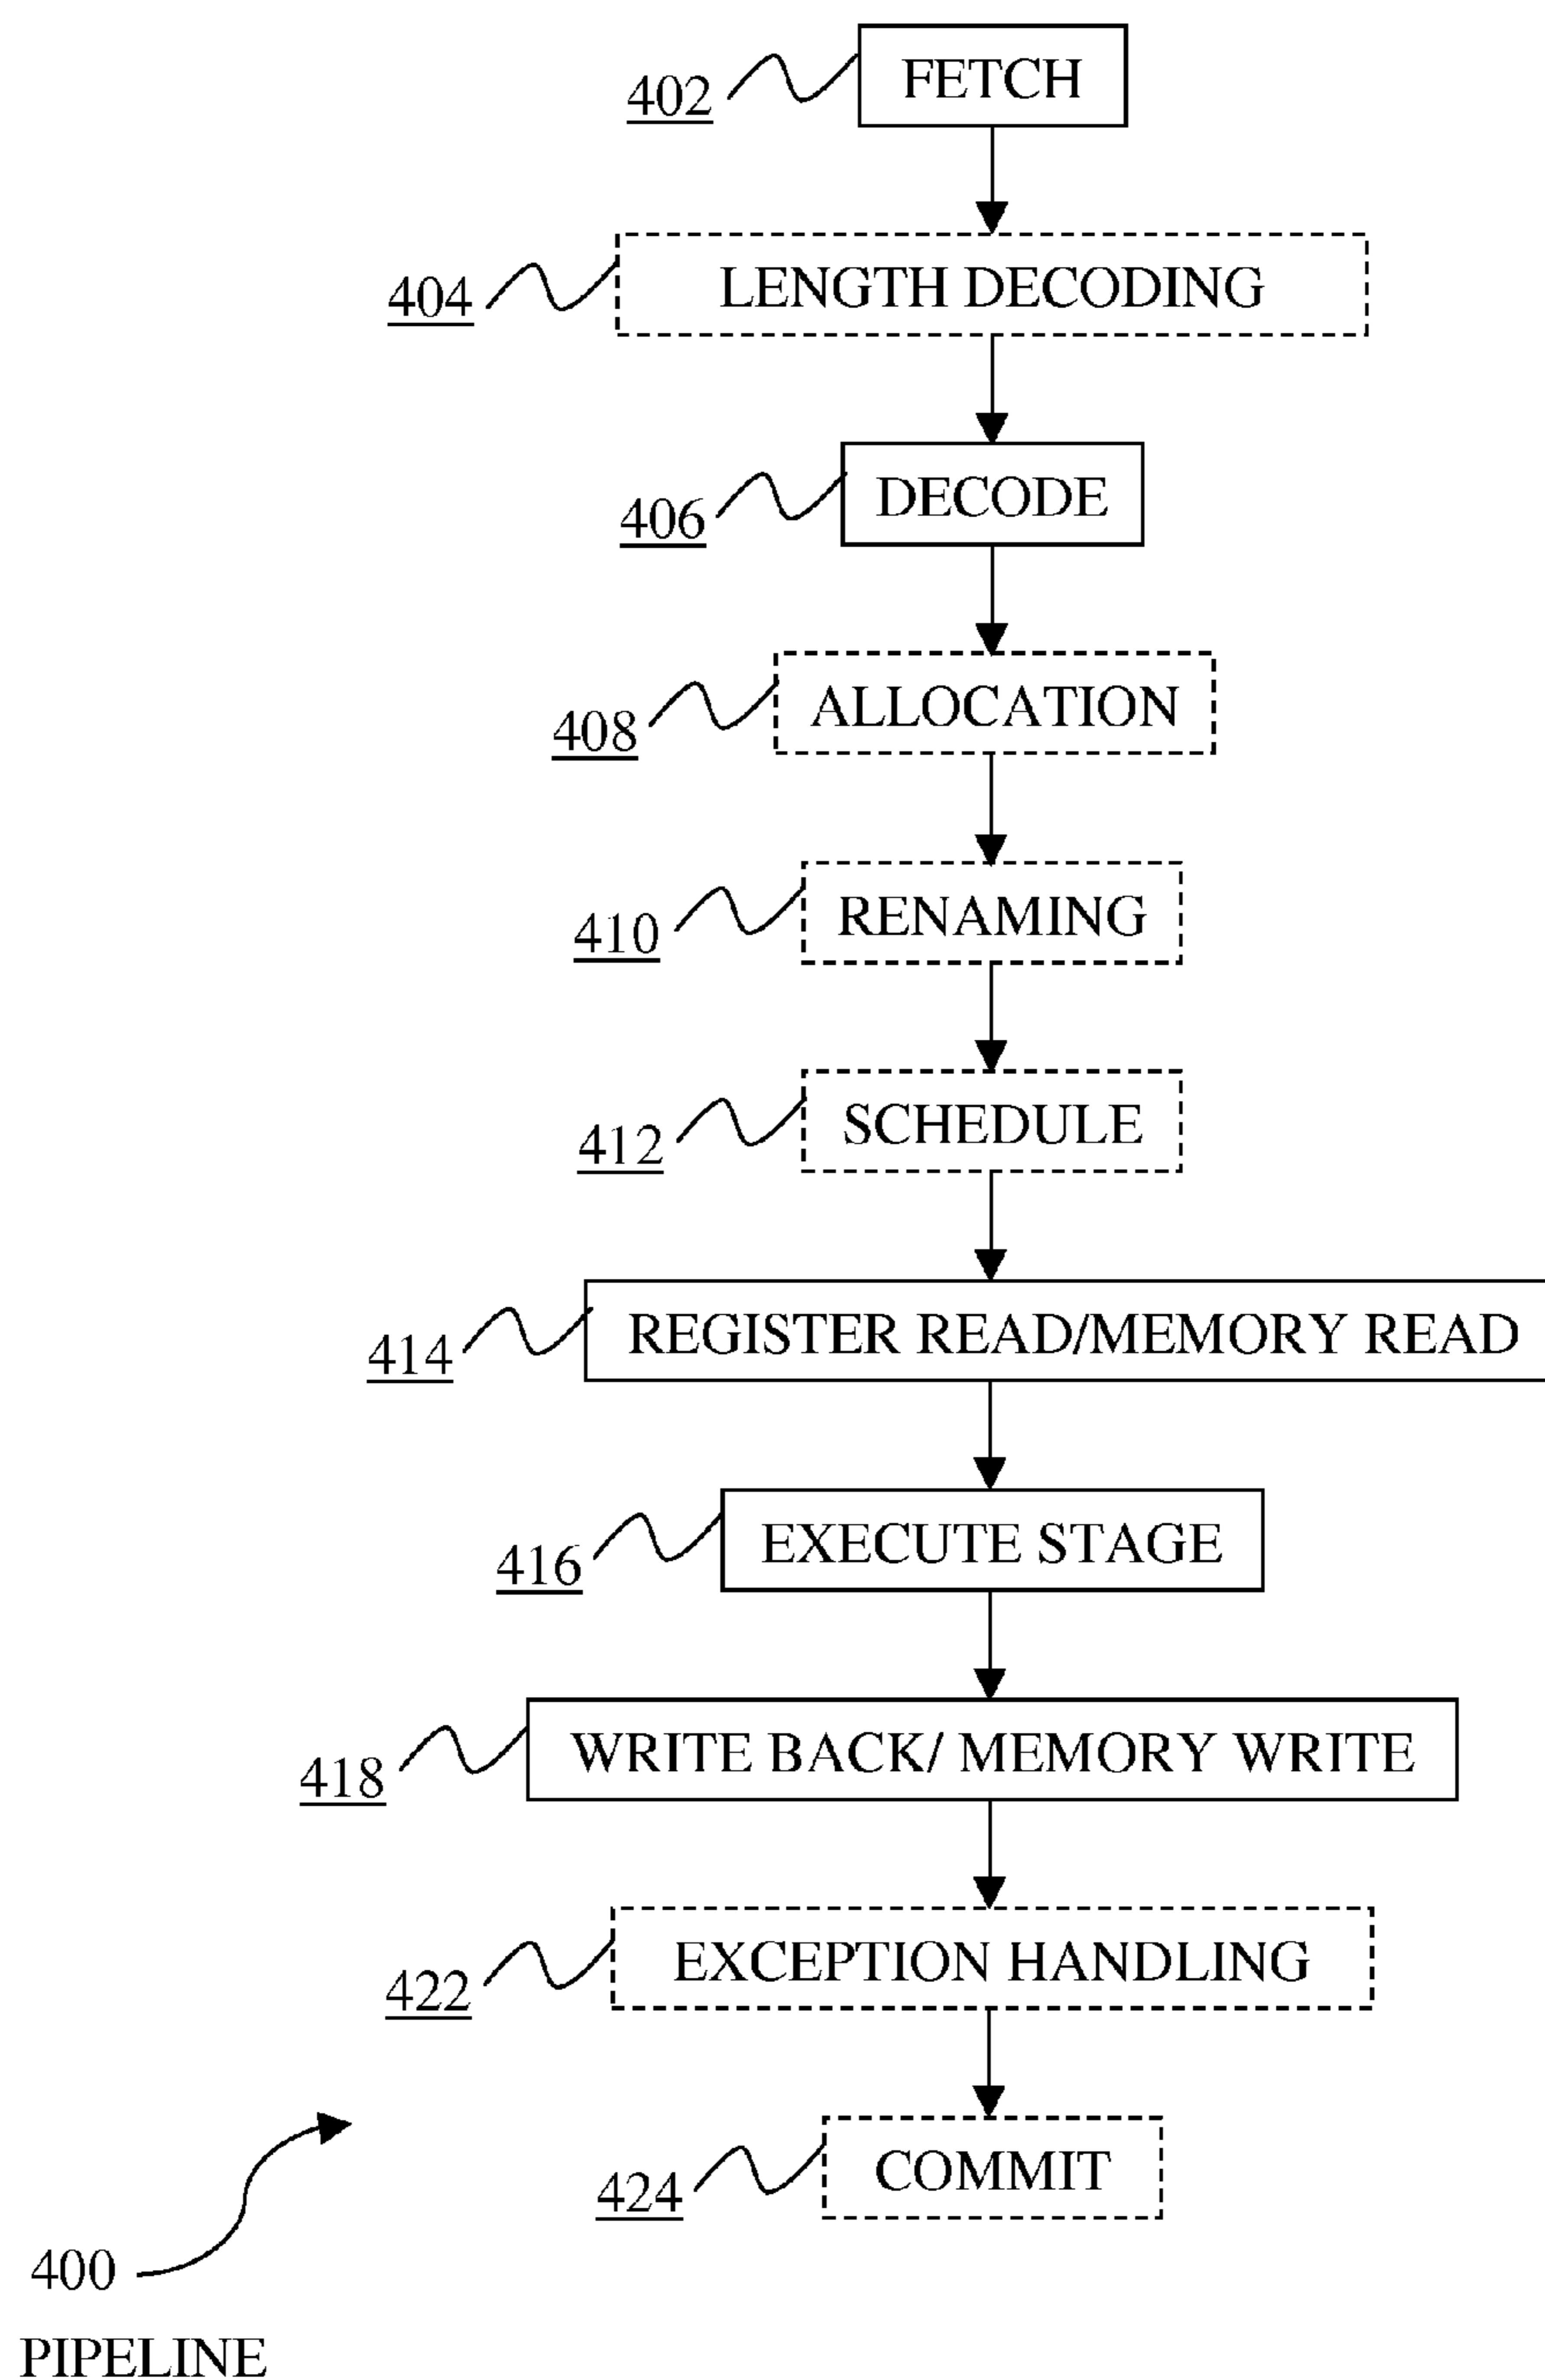 FETCH
402
LENGTH DECODING
404
DECODE
406
ALLOCATION
408
RENAMING
410
SCHEDULE
412
REGISTER READ/MEMORY READ
414
EXECUTE STAGE
416
WRITE BACK/ MEMORY WRITE
418
EXCEPTION HANDLING
422
COMMIT
424
400
PIPELINE